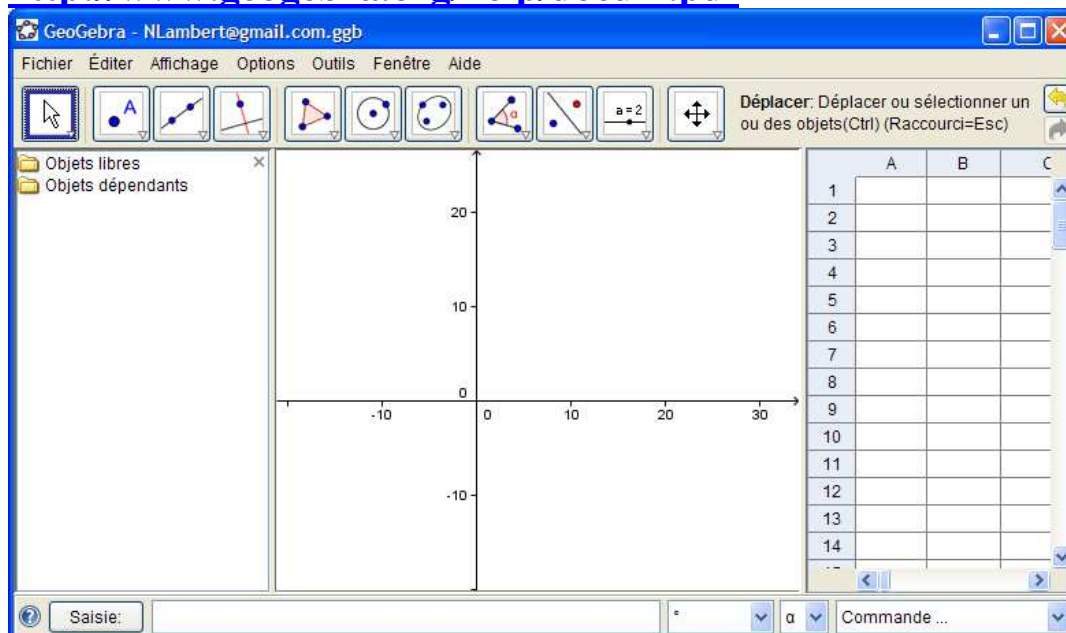 GeoGebra - NLambert@gmail.com.ggb
Fichier Éditer Affichage Options Outils Fenêtre Aide
A
α
a = 2
Déplacer: Déplacer ou sélectionner un
ou des objets(Ctrl) (Raccourci=Esc)
Objets libres
Objets dépendants
20
10
0
-10
-10 0 10 20 30
A B C
1
2
3
4
5
6
7
8
9
10
11
12
13
14
Saisie: ° α Commande ...